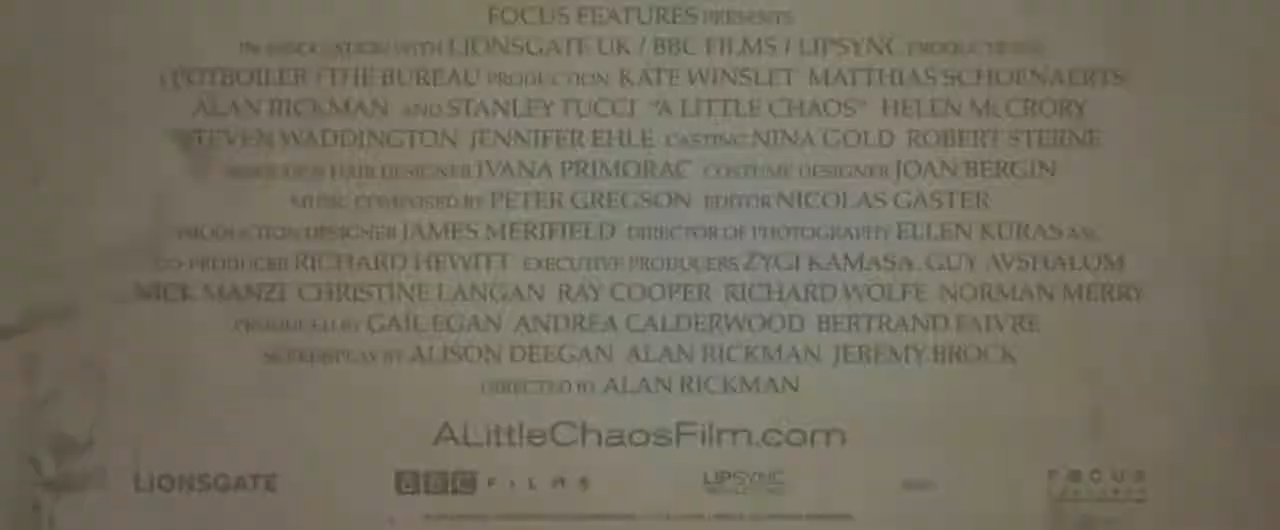 FOCUS FEATURES PRESENTS
IN ASSOCIATION WITH LIONSGATE UK / BBC FILMS / LIPSYNC PRODUCTIONS
A POTBOILER / THE BUREAU PRODUCTION KATE WINSLET MATTHIAS SCHOENAERTS
ALAN RICKMAN AND STANLEY TUCCI "A LITTLE CHAOS" HELEN McCRORY
STEVEN WADDINGTON JENNIFER EHLE CASTING NINA GOLD ROBERT STERNE
HAIR DESIGNER IVANA PRIMORAC COSTUME DESIGNER JOAN BERGIN
MUSIC COMPOSED BY PETER GREGSON EDITOR NICOLAS GASTER
PRODUCTION DESIGNER JAMES MERIFIELD DIRECTOR OF PHOTOGRAPHY ELLEN KURAS ASC
CO-PRODUCER RICHARD HEWITT EXECUTIVE PRODUCERS ZYGI KAMASA GUY AVSHALOM
NICK MANZI CHRISTINE LANGAN RAY COOPER RICHARD WOLFE NORMAN MERRY
PRODUCED BY GAIL EGAN ANDREA CALDERWOOD BERTRAND FAIVRE
SCREENPLAY BY ALISON DEEGAN ALAN RICKMAN JEREMY BROCK
DIRECTED BY ALAN RICKMAN
ALittleChaosFilm.com
LIONSGATE BBC FILMS LIPSYNC FOCUS